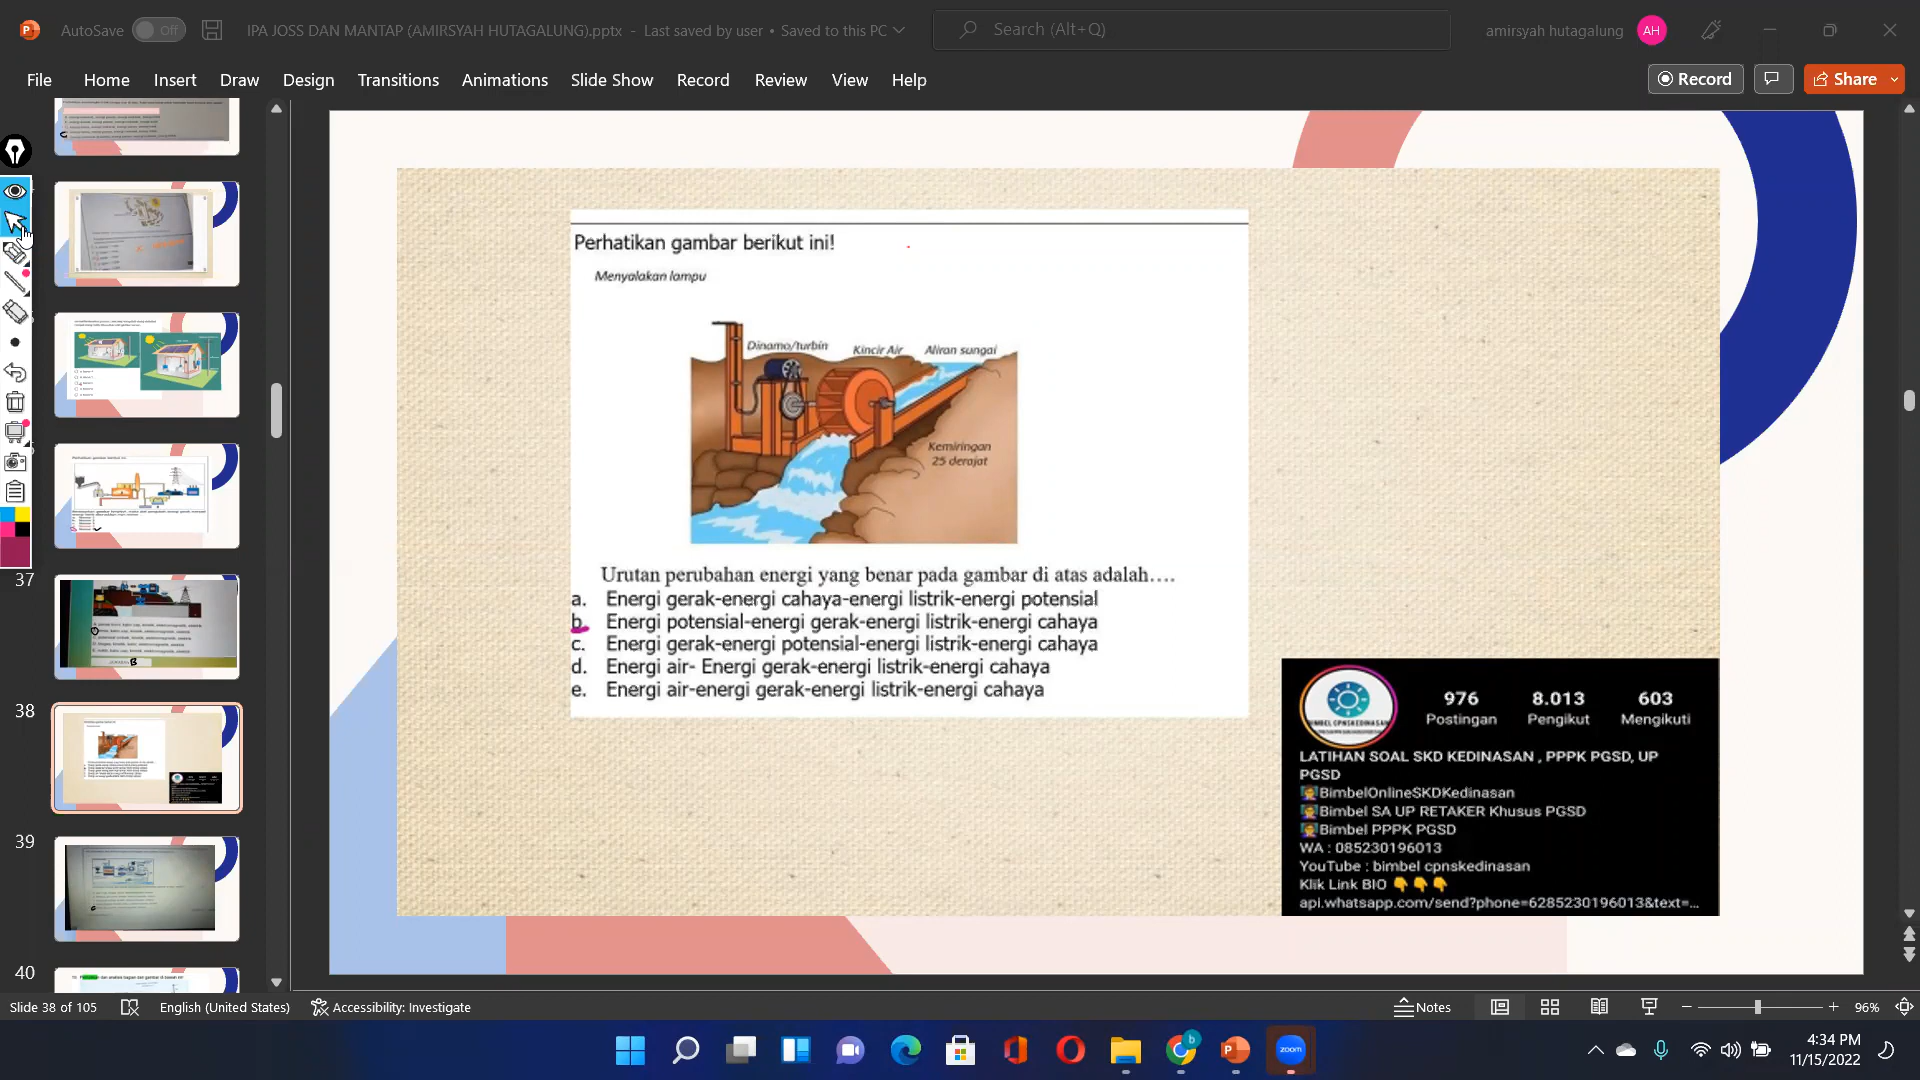 AutoSave Off IPA JOSS DAN MANTAP (AMIRSYAH HUTAGALUNG).pptx - Last saved by user • Saved to this PC Search (Alt+Q) amirsyah hutagalung AH
File Home Insert Draw Design Transitions Animations Slide Show Record Review View Help Record Share
Perhatikan gambar berikut ini!
Menyalakan lampu
Dinamo/turbin Kincir Air Aliran sungai
Kemiringan
25 derajat
Urutan perubahan energi yang benar pada gambar di atas adalah....
a. Energi gerak-energi cahaya-energi listrik-energi potensial
b. Energi potensial-energi gerak-energi listrik-energi cahaya
c. Energi gerak-energi potensial-energi listrik-energi cahaya
d. Energi air- Energi gerak-energi listrik-energi cahaya
e. Energi air-energi gerak-energi listrik-energi cahaya
BIMBEL CPNSKEDINASAN
976 8.013 603
Postingan Pengikut Mengikuti
LATIHAN SOAL SKD KEDINASAN , PPPK PGSD, UP
PGSD
BimbelOnlineSKDKedinasan
Bimbel SA UP RETAKER Khusus PGSD
Bimbel PPPK PGSD
WA : 085230196013
YouTube : bimbel cpnskedinasan
Klik Link BIO 👇👇👇
api.whatsapp.com/send?phone=6285230196013&text=...
37
38
39
40
Slide 38 of 105 English (United States) Accessibility: Investigate Notes 96%
zoom
4:34 PM
11/15/2022